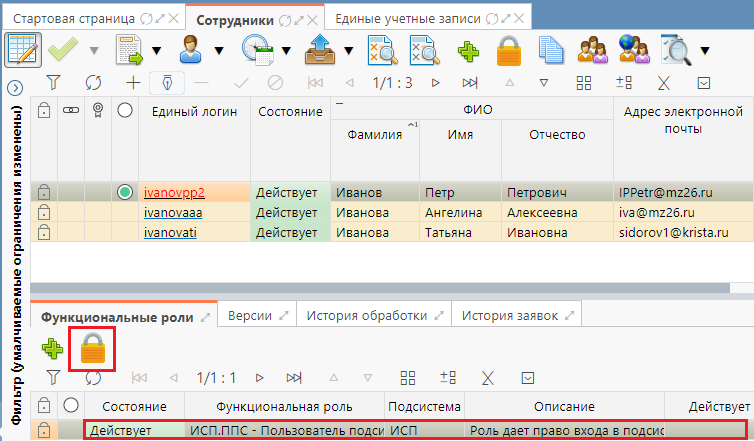 Стартовая страница
Сотрудники
Единые учетные записи
1/1 : 3
Фильтр (умалчиваемые ограничения изменены)
Единый логин
Состояние
ФИО
Адрес электронной почты
Фамилия
1
Имя
Отчество
ivanovpp2 Действует Иванов Петр Петрович IPPetr@mz26.ru
ivanovaaa Действует Иванова Ангелина Алексеевна iva@mz26.ru
ivanovati Действует Иванова Татьяна Ивановна sidorov1@krista.ru
Функциональные роли
Версии
История обработки
История заявок
1/1 : 1
Состояние Функциональная роль Подсистема Описание Действует
Действует ИСП.ППС - Пользователь подси ИСП Роль дает право входа в подсис